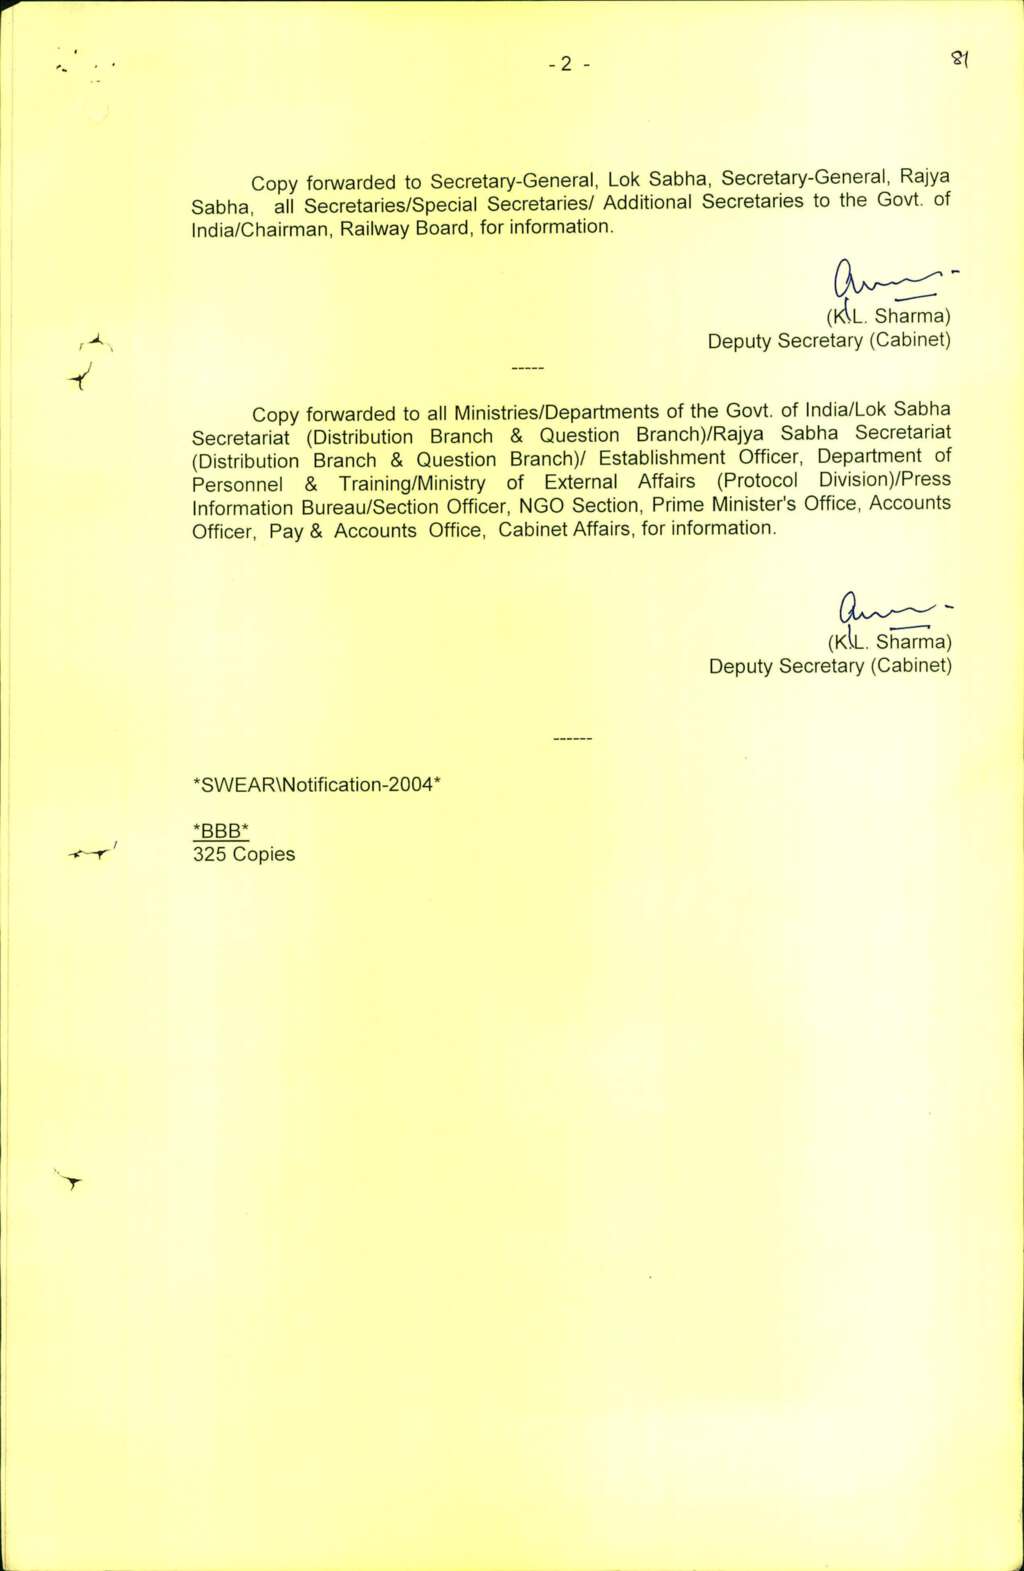 - 2 -
81
Copy forwarded to Secretary-General, Lok Sabha, Secretary-General, Rajya
Sabha, all Secretaries/Special Secretaries/ Additional Secretaries to the Govt. of
India/Chairman, Railway Board, for information.
(K.L. Sharma)
Deputy Secretary (Cabinet)
-----
Copy forwarded to all Ministries/Departments of the Govt. of India/Lok Sabha
Secretariat (Distribution Branch & Question Branch)/Rajya Sabha Secretariat
(Distribution Branch & Question Branch)/ Establishment Officer, Department of
Personnel & Training/Ministry of External Affairs (Protocol Division)/Press
Information Bureau/Section Officer, NGO Section, Prime Minister's Office, Accounts
Officer, Pay & Accounts Office, Cabinet Affairs, for information.
(K.L. Sharma)
Deputy Secretary (Cabinet)
------
*SWEAR\Notification-2004*
*BBB*
325 Copies